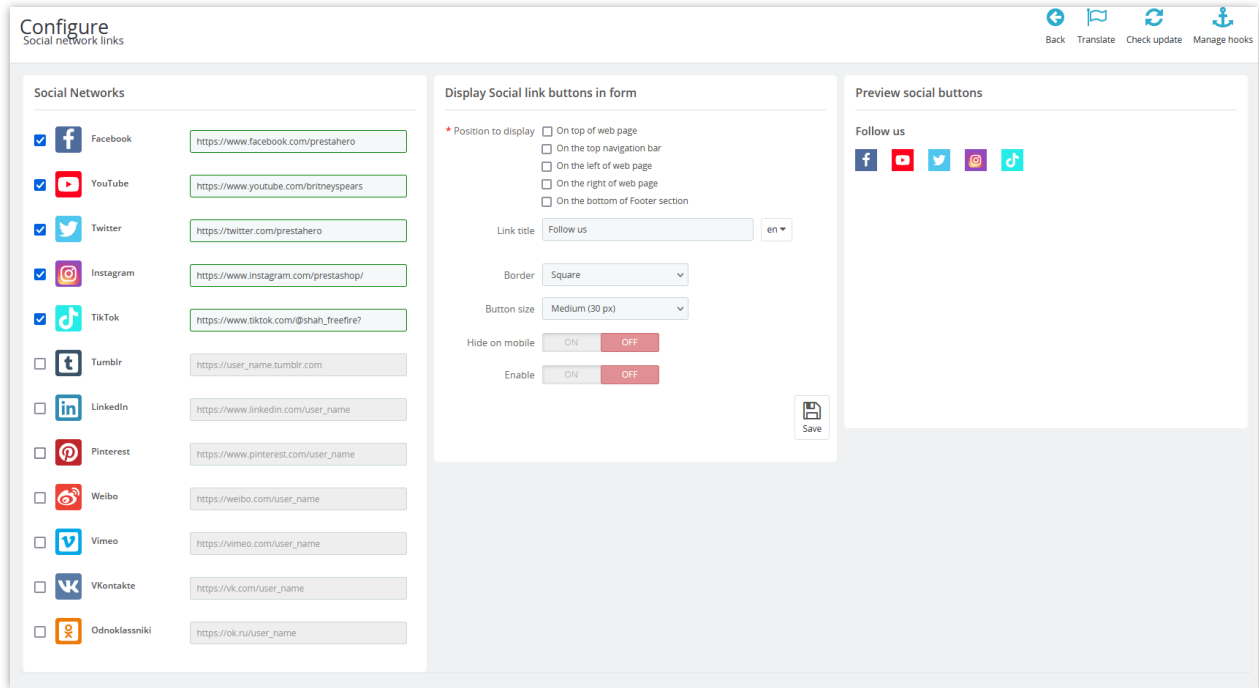 Configure
Social network links
Back
Translate
Check update
Manage hooks
Social Networks
Facebook
https://www.facebook.com/prestahero
YouTube
https://www.youtube.com/britneyspears
Twitter
https://twitter.com/prestahero
Instagram
https://www.instagram.com/prestashop/
TikTok
https://www.tiktok.com/@shah_freefire?
Tumblr
https://user_name.tumblr.com
LinkedIn
https://www.linkedin.com/user_name
Pinterest
https://www.pinterest.com/user_name
Weibo
https://weibo.com/user_name
Vimeo
https://vimeo.com/user_name
VKontakte
https://vk.com/user_name
Odnoklassniki
https://ok.ru/user_name
Display Social link buttons in form
* Position to display
On top of web page
On the top navigation bar
On the left of web page
On the right of web page
On the bottom of Footer section
Link title
Follow us
en
Border
Square
Button size
Medium (30 px)
Hide on mobile
ON
OFF
Enable
ON
OFF
Save
Preview social buttons
Follow us